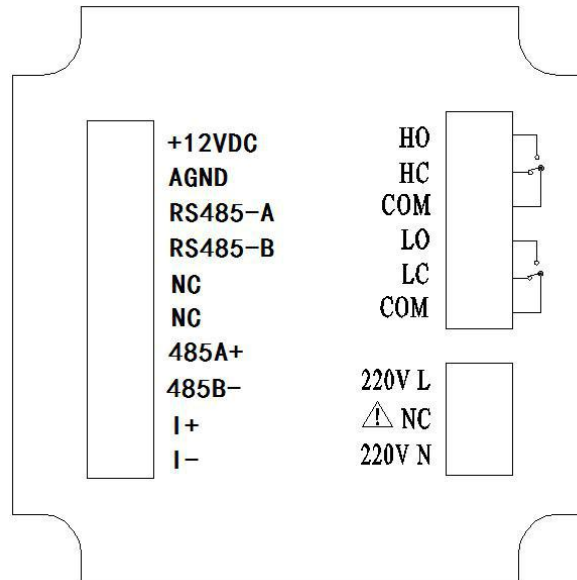 +12VDC
AGND
RS485-A
RS485-B
NC
NC
485A+
485B-
I+
I-
HO
HC
COM
LO
LC
COM
220V L
⚠ NC
220V N